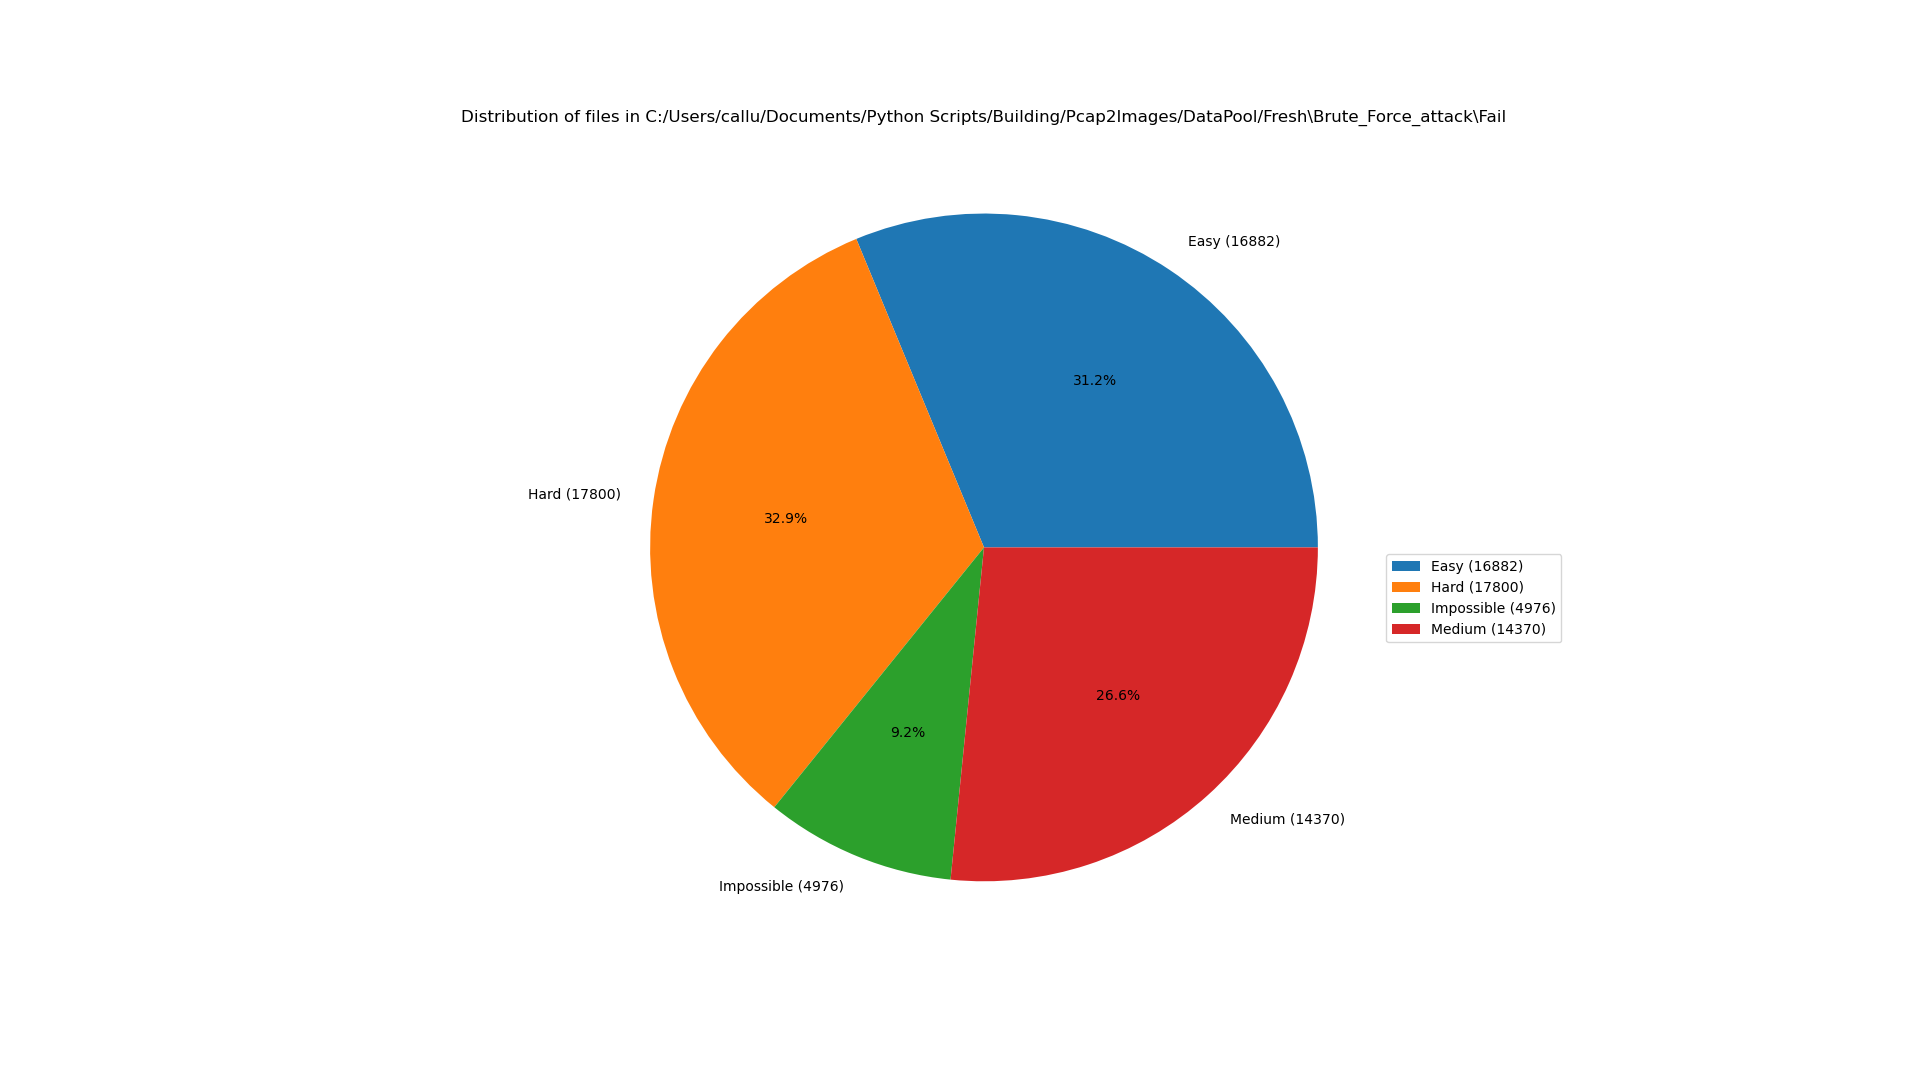 Distribution of files in C:/Users/callu/Documents/Python Scripts/Building/Pcap2Images/DataPool/Fresh\Brute_Force_attack\Fail
Easy (16882)
31.2%
Hard (17800)
32.9%
Easy (16882)
Hard (17800)
Impossible (4976)
Medium (14370)
26.6%
9.2%
Medium (14370)
Impossible (4976)